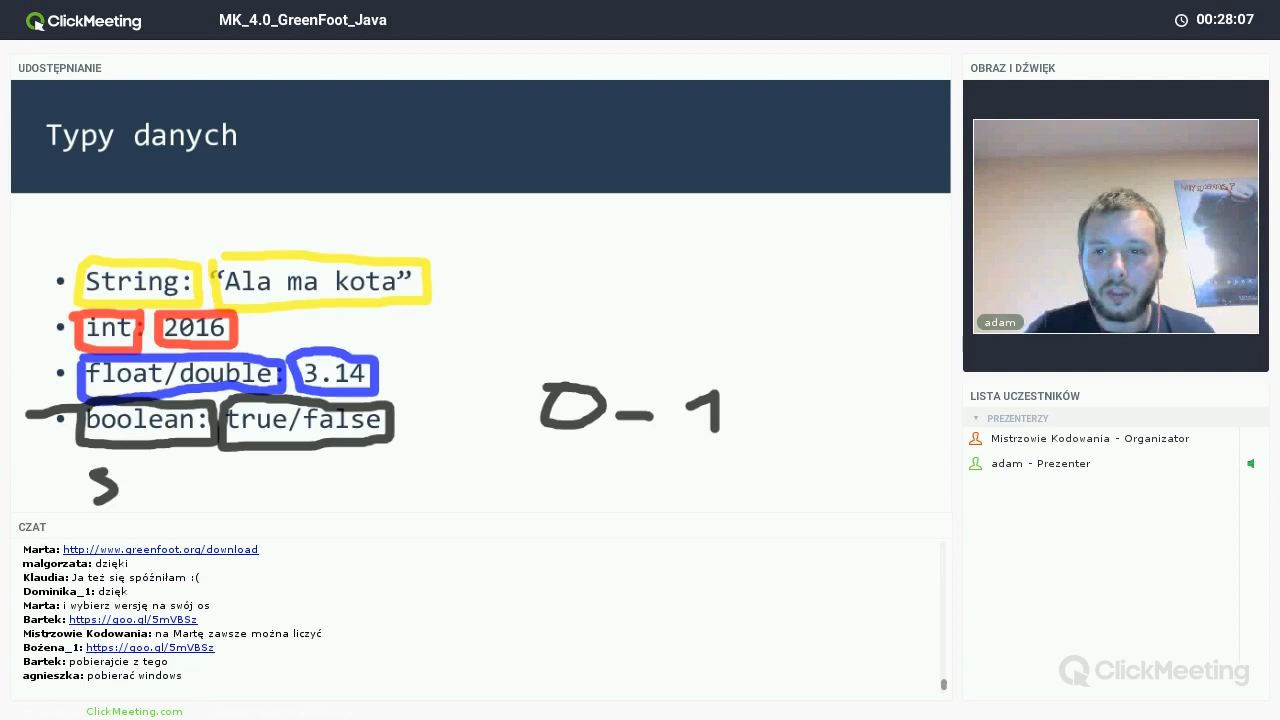 ClickMeeting
MK_4.0_GreenFoot_Java
00:28:07
UDOSTĘPNIANIE
Typy danych
• String: “Ala ma kota”
• int: 2016
• float/double: 3.14
• boolean: true/false
0 - 1
s
CZAT
Marta: http://www.greenfoot.org/download
malgorzata: dzięki
Klaudia: Ja też się spóźniłam :(
Dominika_1: dzięk
Marta: i wybierz wersję na swój os
Bartek: https://goo.gl/5mVBSz
Mistrzowie Kodowania: na Martę zawsze można liczyć
Bożena_1: https://goo.gl/5mVBSz
Bartek: pobierajcie z tego
agnieszka: pobierać windows
ClickMeeting.com
OBRAZ I DŹWIĘK
adam
LISTA UCZESTNIKÓW
PREZENTERZY
Mistrzowie Kodowania - Organizator
adam - Prezenter
ClickMeeting